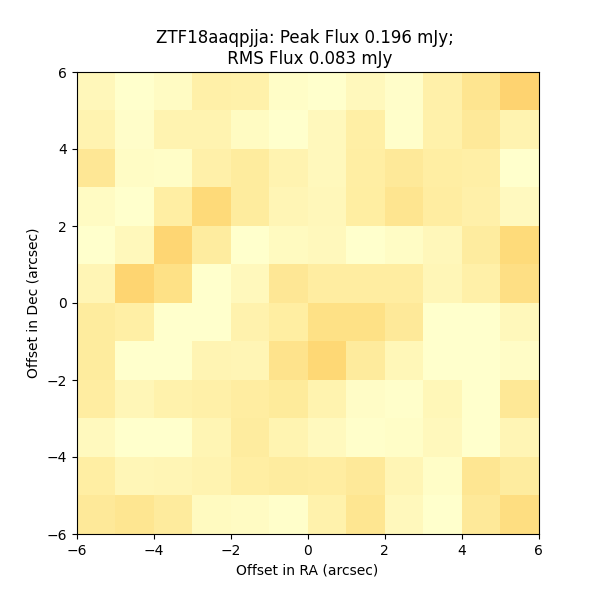 ZTF18aaqpjja: Peak Flux 0.196 mJy;
RMS Flux 0.083 mJy
6
4
2
0
−2
−4
−6
Offset in Dec (arcsec)
−6 −4 −2 0 2 4 6
Offset in RA (arcsec)